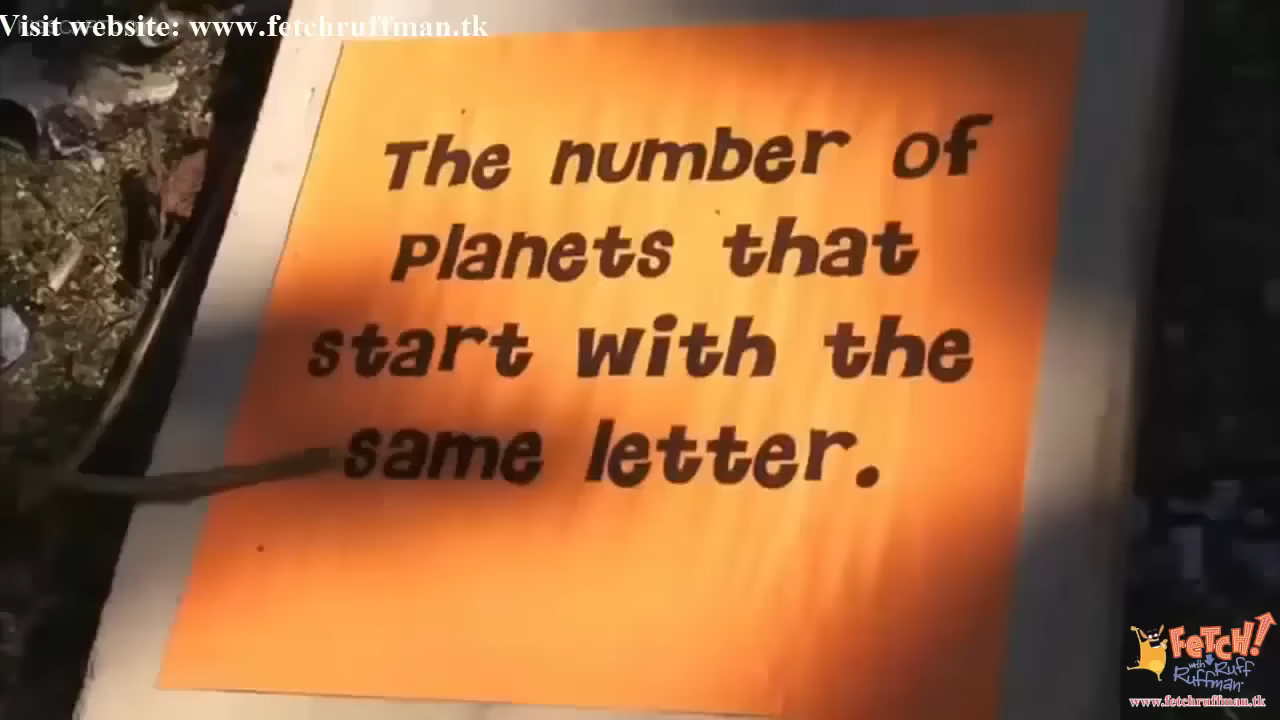 Visit website: www.fetchruffman.tk
The number of
planets that
start with the
same letter.
FETCH!
with
Ruff
Ruffman
www.fetchruffman.tk